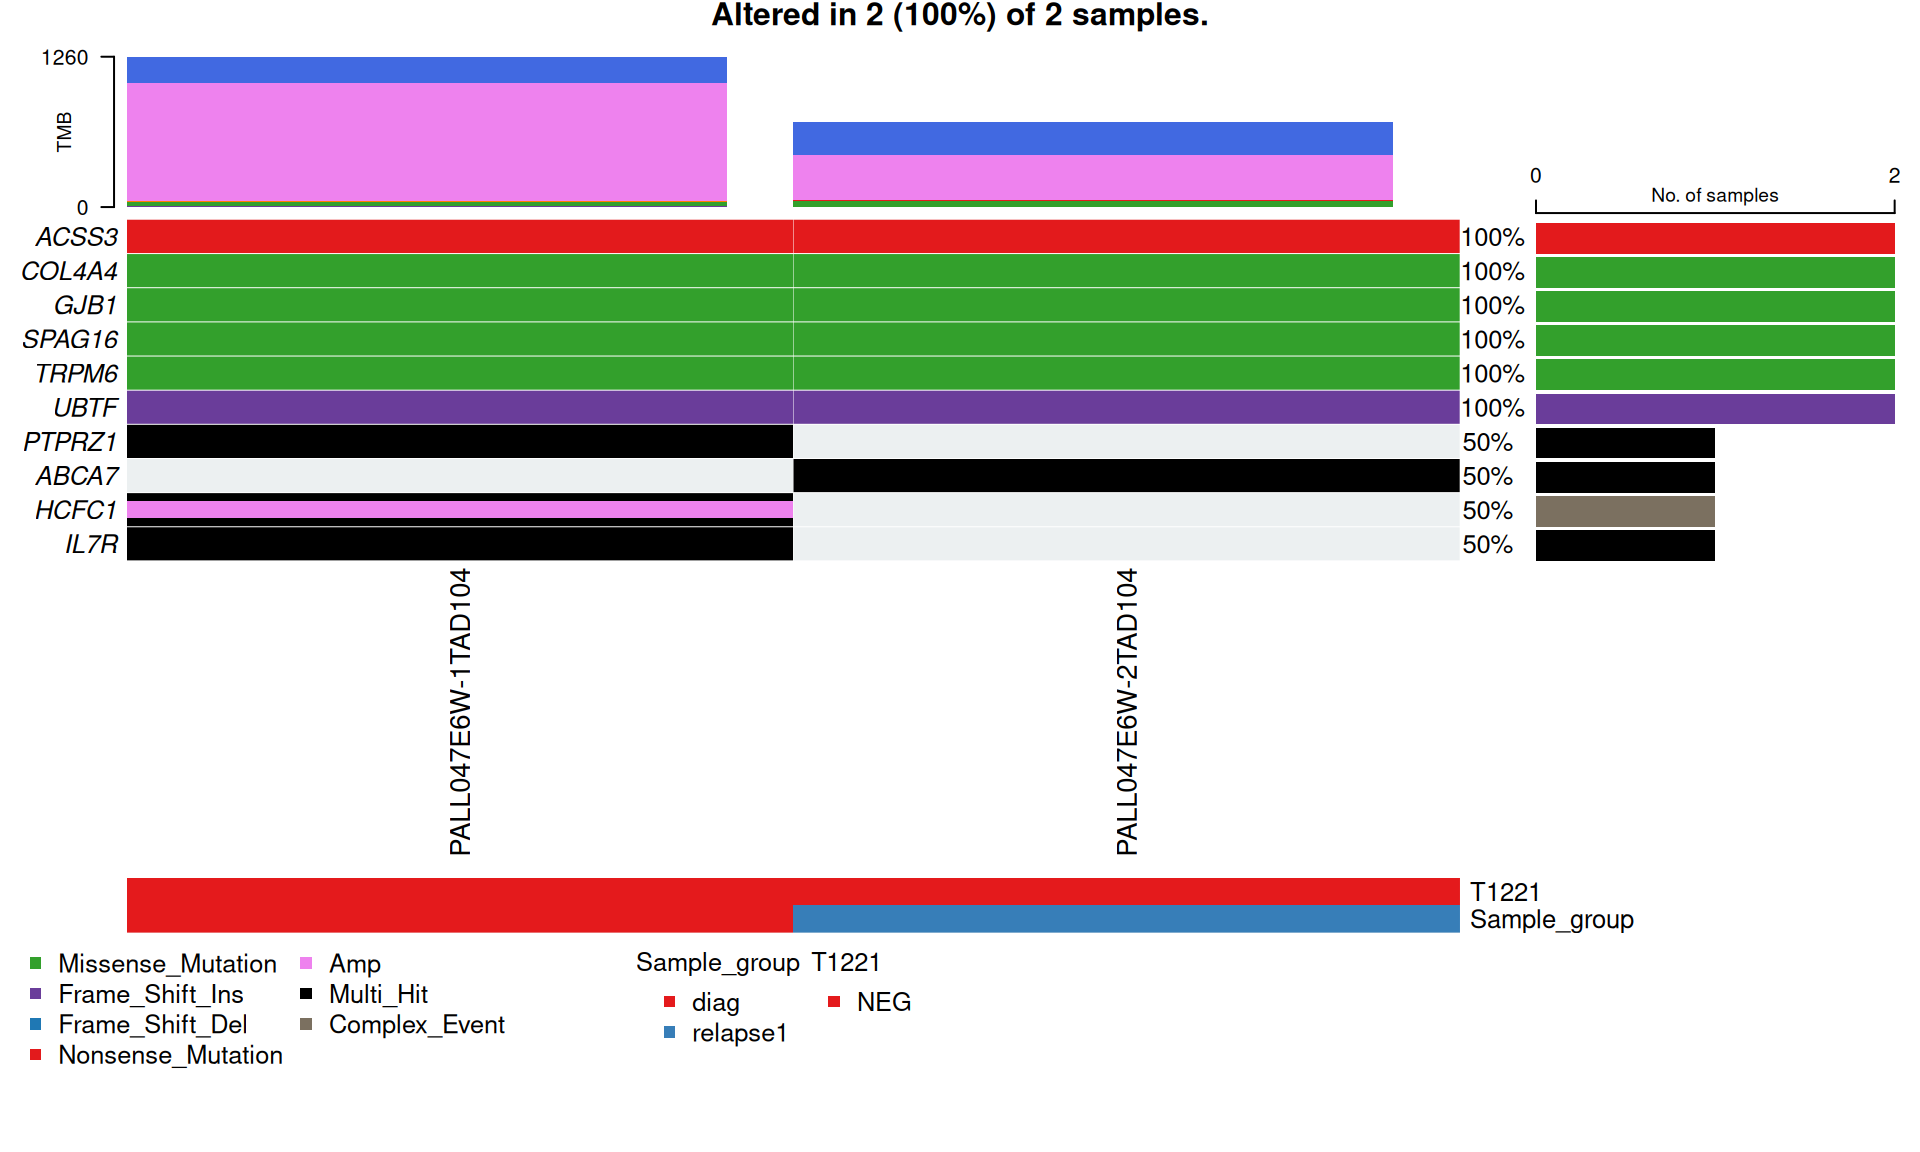 Altered in 2 (100%) of 2 samples.
1260
TMB
0
0 2
No. of samples
ACSS3 100%
COL4A4 100%
GJB1 100%
SPAG16 100%
TRPM6 100%
UBTF 100%
PTPRZ1 50%
ABCA7 50%
HCFC1 50%
IL7R 50%
PALL047E6W-1TAD104
PALL047E6W-2TAD104
T1221
Sample_group
Missense_Mutation
Frame_Shift_Ins
Frame_Shift_Del
Nonsense_Mutation
Amp
Multi_Hit
Complex_Event
Sample_group
diag
relapse1
T1221
NEG